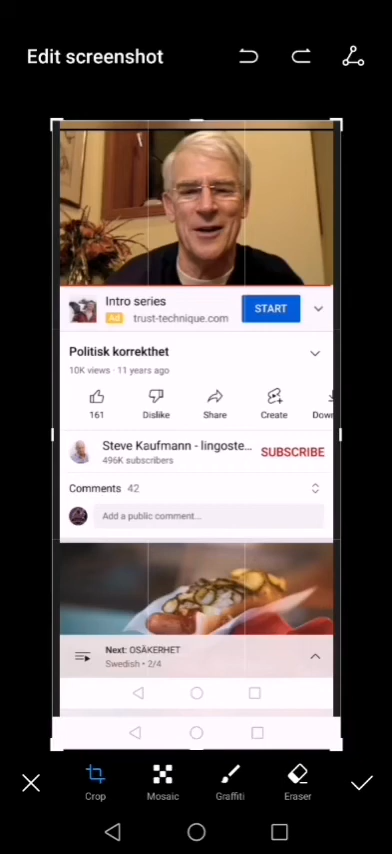 Edit screenshot
Intro series
Ad trust-technique.com
START
Politisk korrekthet
10K views · 11 years ago
161 Dislike Share Create
Steve Kaufmann - lingoste...
496K subscribers
SUBSCRIBE
Comments 42
Add a public comment...
Next: OSÄKERHET
Swedish • 2/4
Crop Mosaic Graffiti Eraser